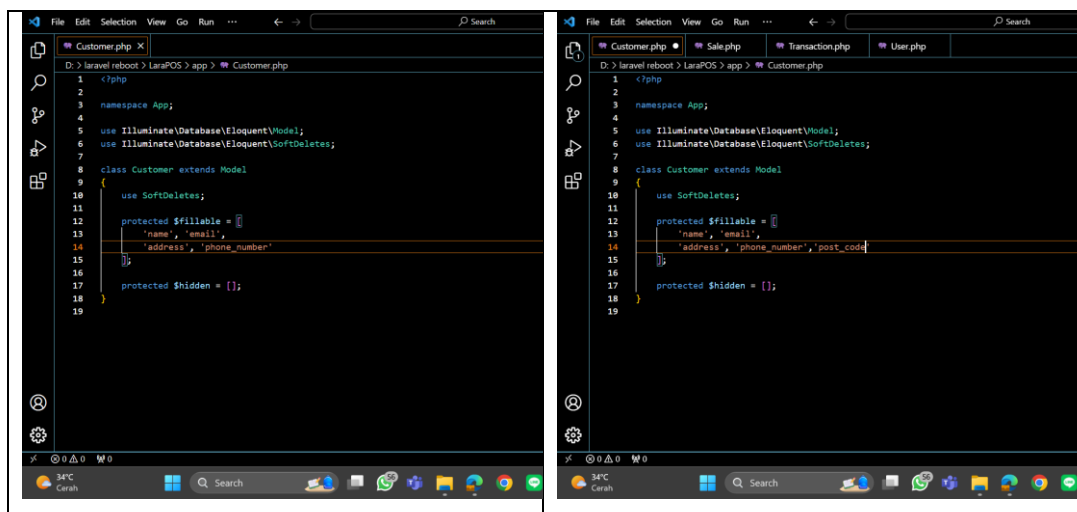 File Edit Selection View Go Run ··· ← → Search
Customer.php ×
D: > laravel reboot > LaraPOS > app > Customer.php
1 <?php
2
3 namespace App;
4
5 use Illuminate\Database\Eloquent\Model;
6 use Illuminate\Database\Eloquent\SoftDeletes;
7
8 class Customer extends Model
9 {
10 use SoftDeletes;
11
12 protected $fillable = [
13 'name', 'email',
14 'address', 'phone_number'
15 ];
16
17 protected $hidden = [];
18 }
19
0 0 0
34°C
Cerah
Search
File Edit Selection View Go Run ··· ← → Search
1
Customer.php ● Sale.php Transaction.php User.php
D: > laravel reboot > LaraPOS > app > Customer.php
1 <?php
2
3 namespace App;
4
5 use Illuminate\Database\Eloquent\Model;
6 use Illuminate\Database\Eloquent\SoftDeletes;
7
8 class Customer extends Model
9 {
10 use SoftDeletes;
11
12 protected $fillable = [
13 'name', 'email',
14 'address', 'phone_number','post_code'
15 ];
16
17 protected $hidden = [];
18 }
19
0 0 0
34°C
Cerah
Search